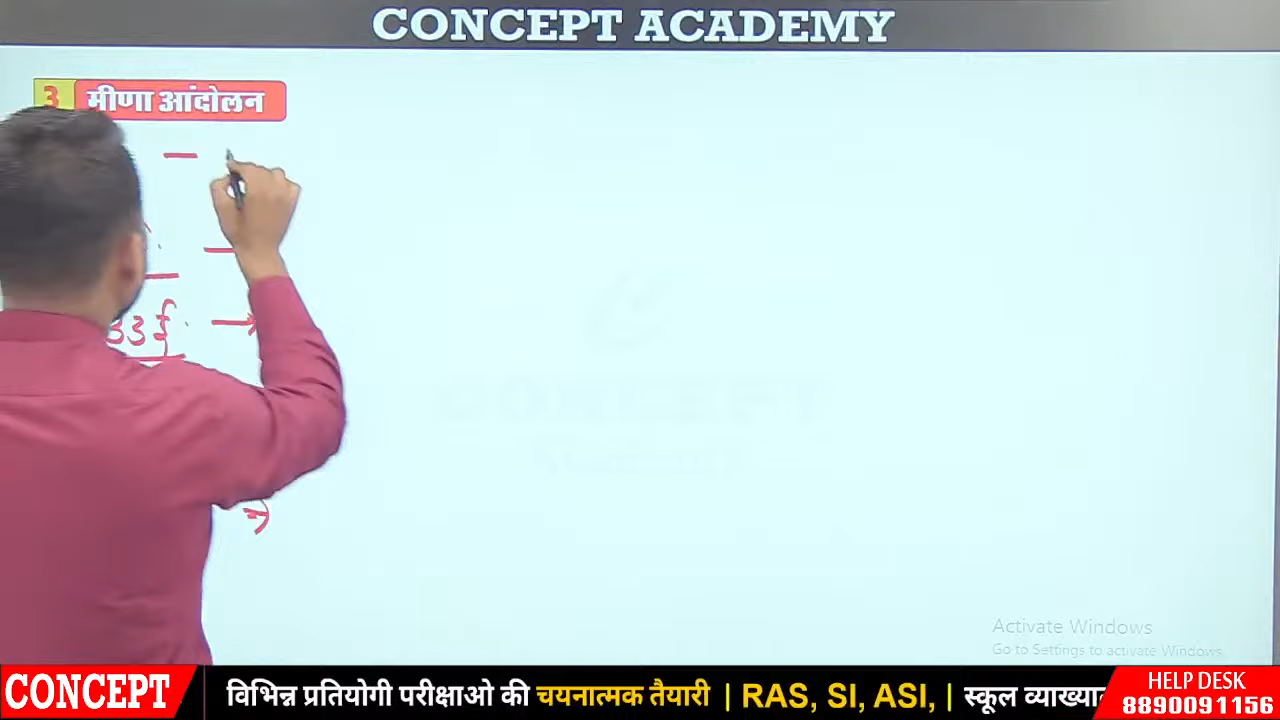 CONCEPT ACADEMY
3 मीणा आंदोलन
33 ई.
Activate Windows
Go to Settings to activate Windows.
CONCEPT
विभिन्न प्रतियोगी परीक्षाओ की चयनात्मक तैयारी | RAS, SI, ASI, | स्कूल व्याख्या
HELP DESK
8890091156